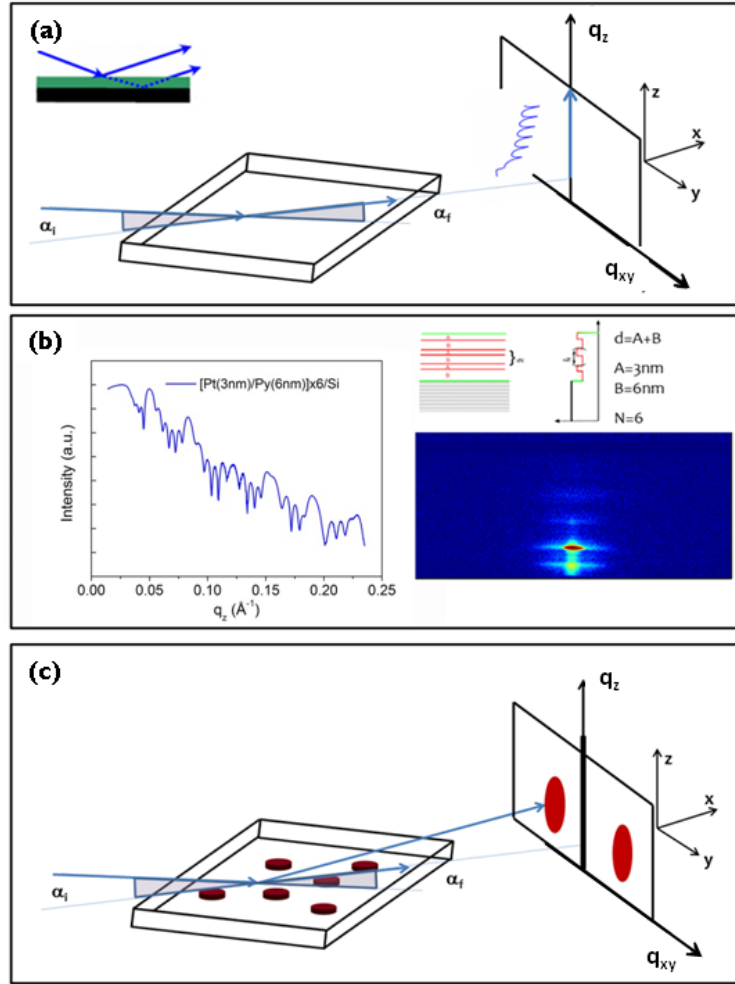 (a)
q_z
z
x
y
α_i
α_f
q_xy
(b)
[Pt(3nm)/Py(6nm)]x6/Si
Intensity (a.u.)
0.00 0.05 0.10 0.15 0.20 0.25
q_z (Å⁻¹)
A
B
A
A
B
d=A+B
A=3nm
B=6nm
N=6
(c)
q_z
z
x
y
α_i
α_f
q_xy